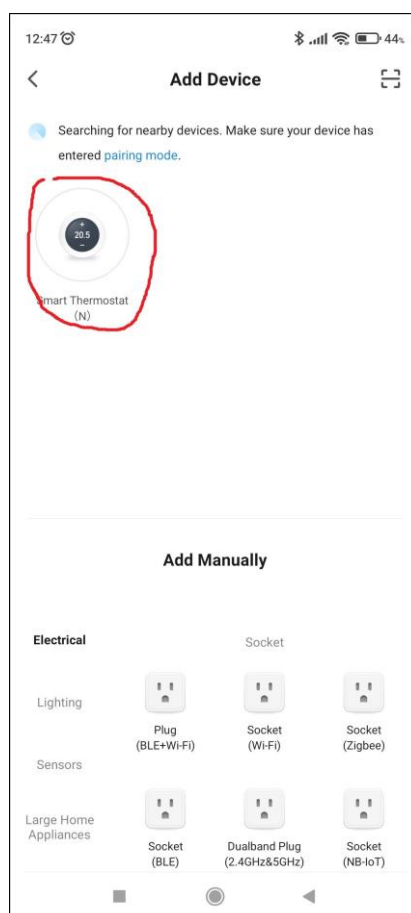 12:47
44%
Add Device
Searching for nearby devices. Make sure your device has
entered pairing mode.
+
20.5
−
Smart Thermostat
(N)
Add Manually
Electrical
Socket
Lighting
Plug
(BLE+Wi-Fi)
Socket
(Wi-Fi)
Socket
(Zigbee)
Sensors
Large Home
Appliances
Socket
(BLE)
Dualband Plug
(2.4GHz&5GHz)
Socket
(NB-IoT)